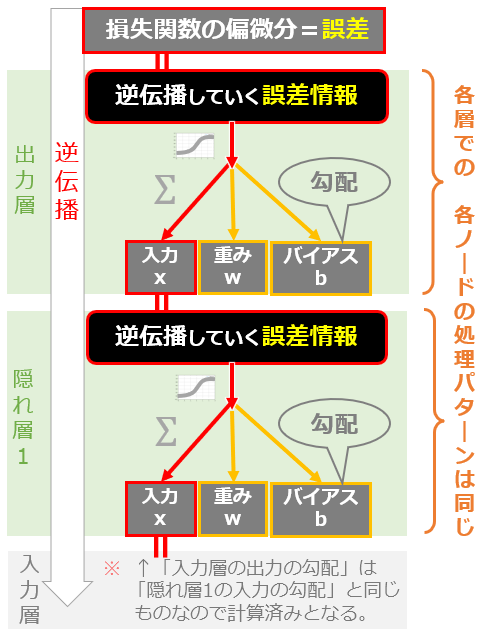 損失関数の偏微分＝誤差
逆伝播
出力層
逆伝播していく誤差情報
Σ
勾配
入力
x
重み
w
バイアス
b
隠れ層1
逆伝播していく誤差情報
Σ
勾配
入力
x
重み
w
バイアス
b
各層での 各ノードの処理パターンは同じ
入力層
※ ↑「入力層の出力の勾配」は
「隠れ層1の入力の勾配」と同じ
ものなので計算済みとなる。